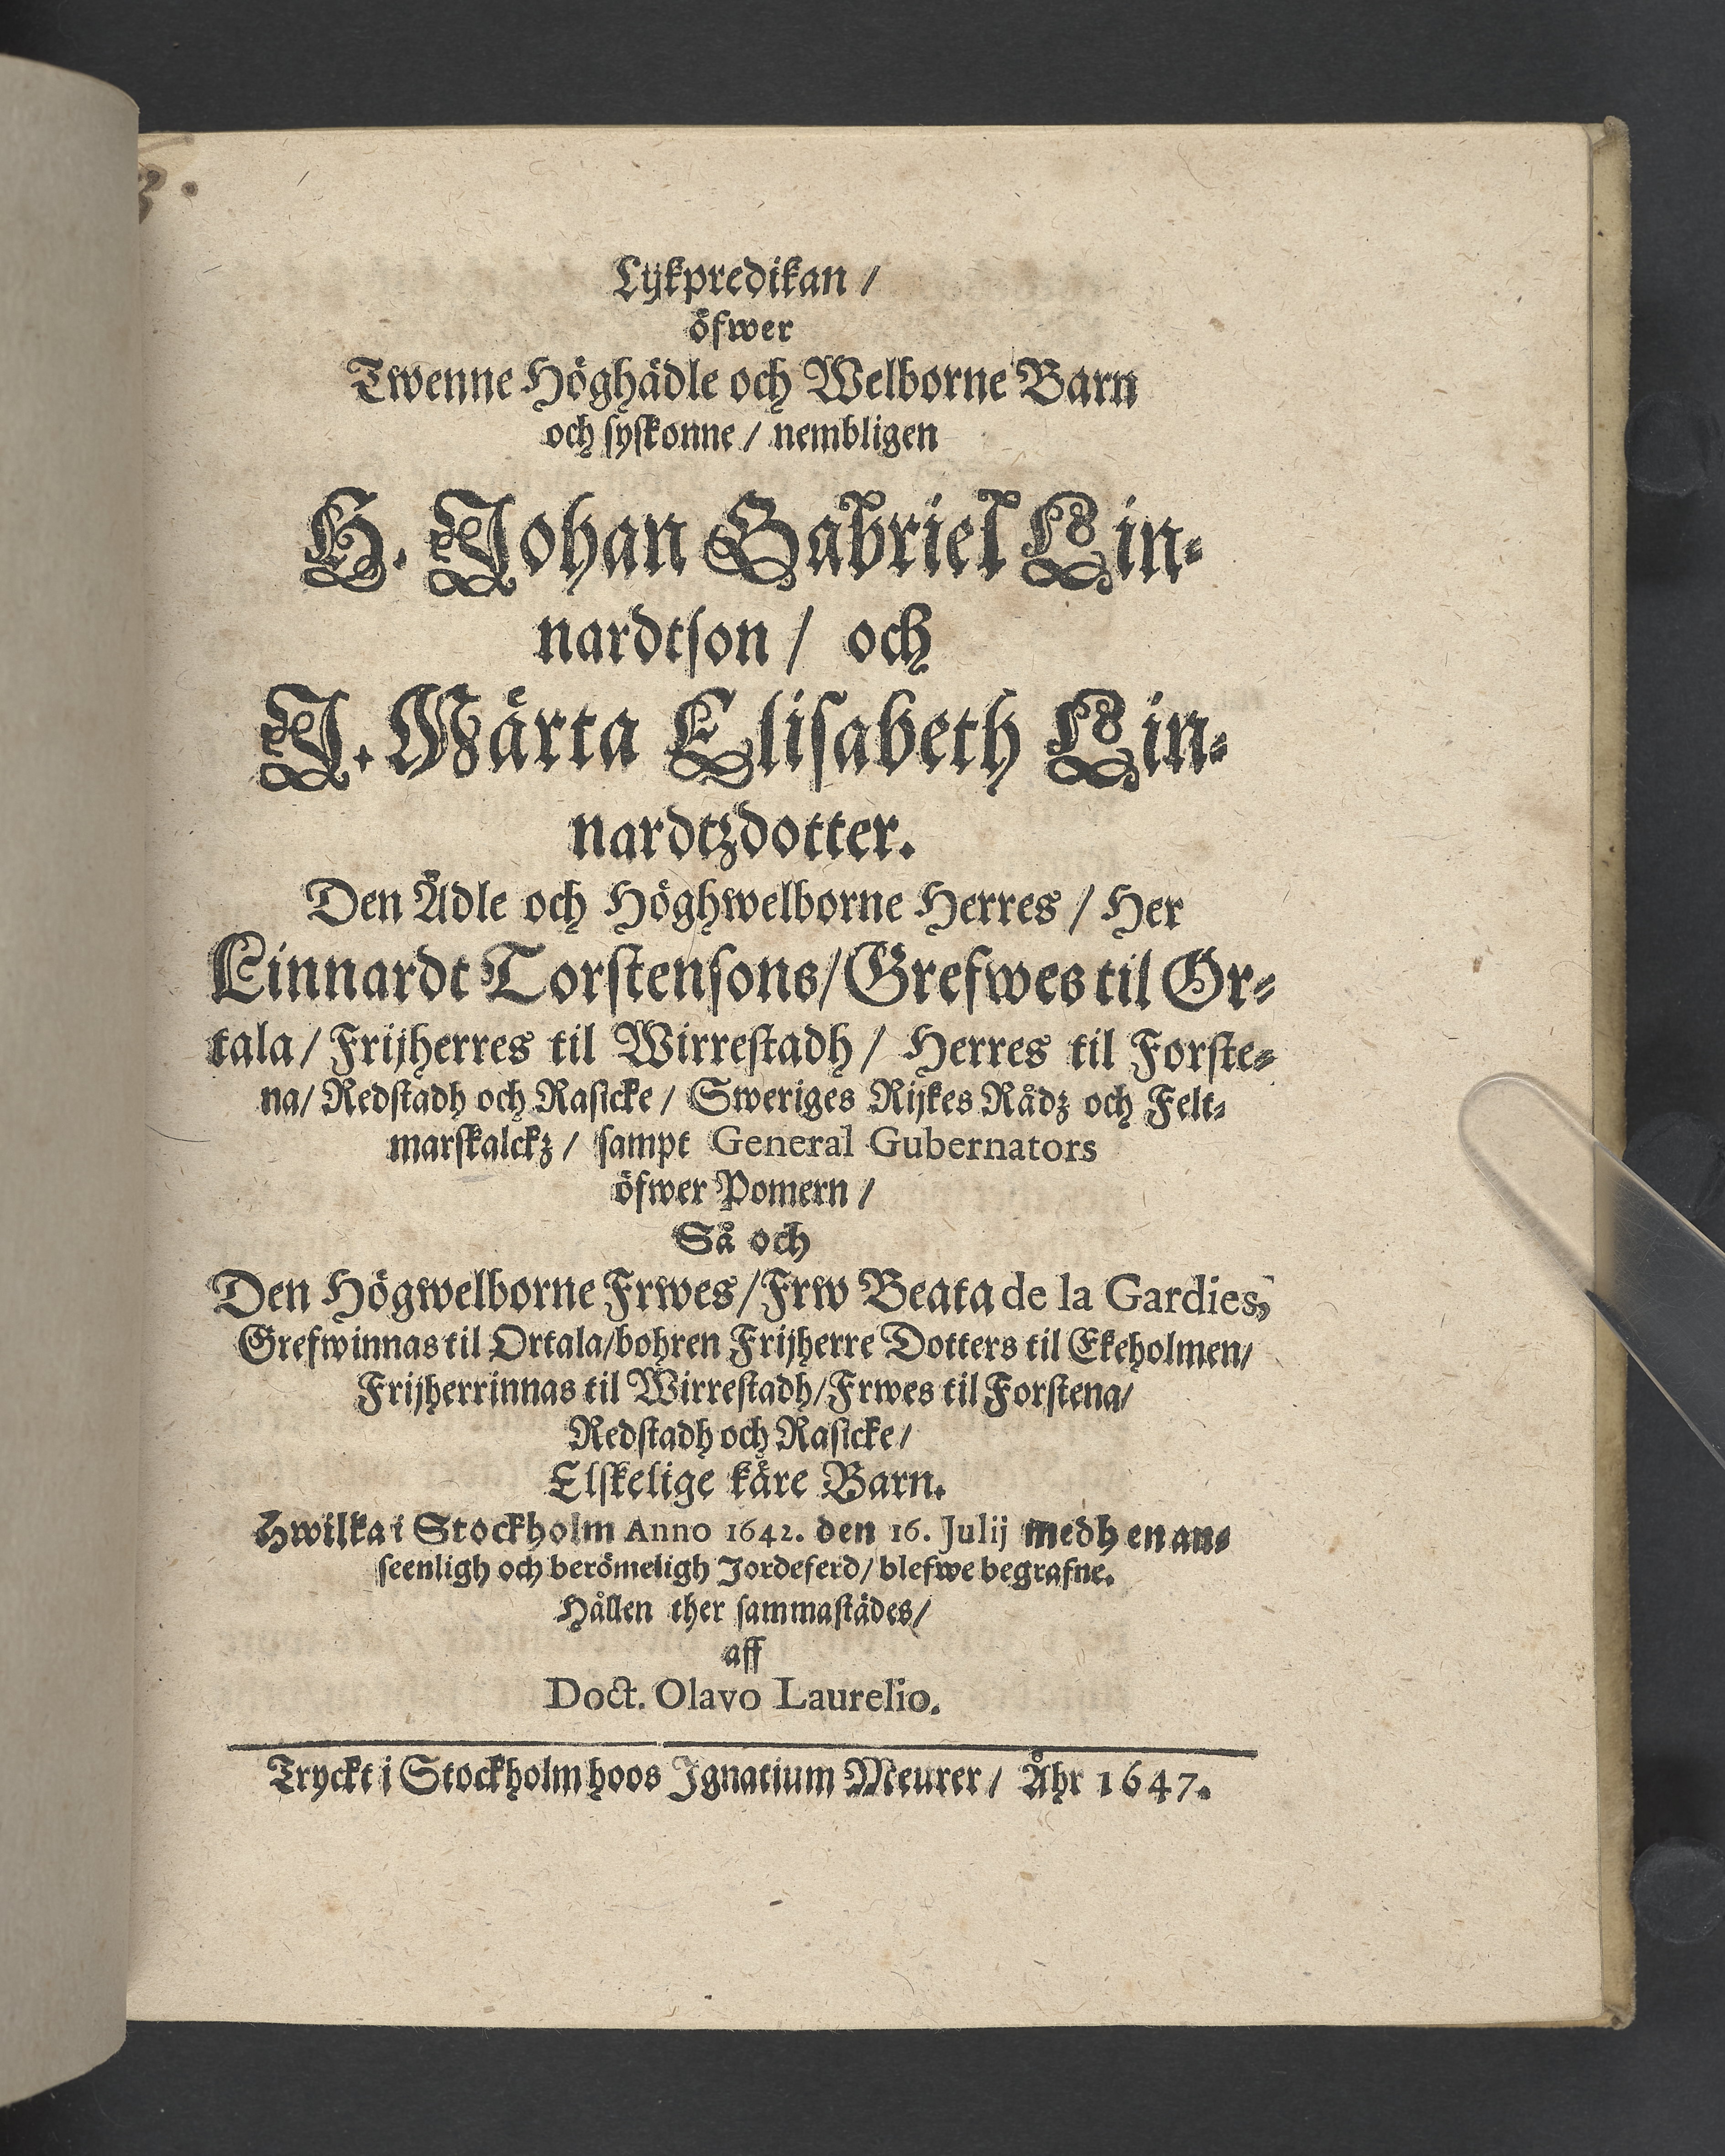 Lijkpredikan /
öfwer
Twenne Höghädle och Welborne Barn
och syskonne / nembligen
H. Johan Gabriel Lin-
nardtson / och
J. Märta Elisabeth Lin-
nardtzdotter.
Den Ädle och Höghwelborne Herres / Her
Linnardt Torstensons/Grefwes til Or-
tala/ Frijherres til Wirrestadh/ Herres til Forste-
na/ Redstadh och Rasicke / Sweriges Rijkes Rådz och Felt-
marskalckz / sampt General Gubernators
öfwer Pomern /
Så och
Den Högwelborne Frwes/Frw Beata de la Gardies,
Grefwinnas til Ortala/bohren Frijherre Dotters til Ekeholmen/
Frijherrinnas til Wirrestadh/Frwes til Forstena/
Redstadh och Rasicke/
Elskelige käre Barn.
Hwilka i Stockholm Anno 1642. den 16. Julij medh en an-
seenligh och berömeligh Jordeferd/ blefwe begrafne.
Hållen ther sammastädes/
aff
Doct. Olavo Laurelio.
Tryckt i Stockholm hoos Ignatium Meurer/ Åhr 1647.